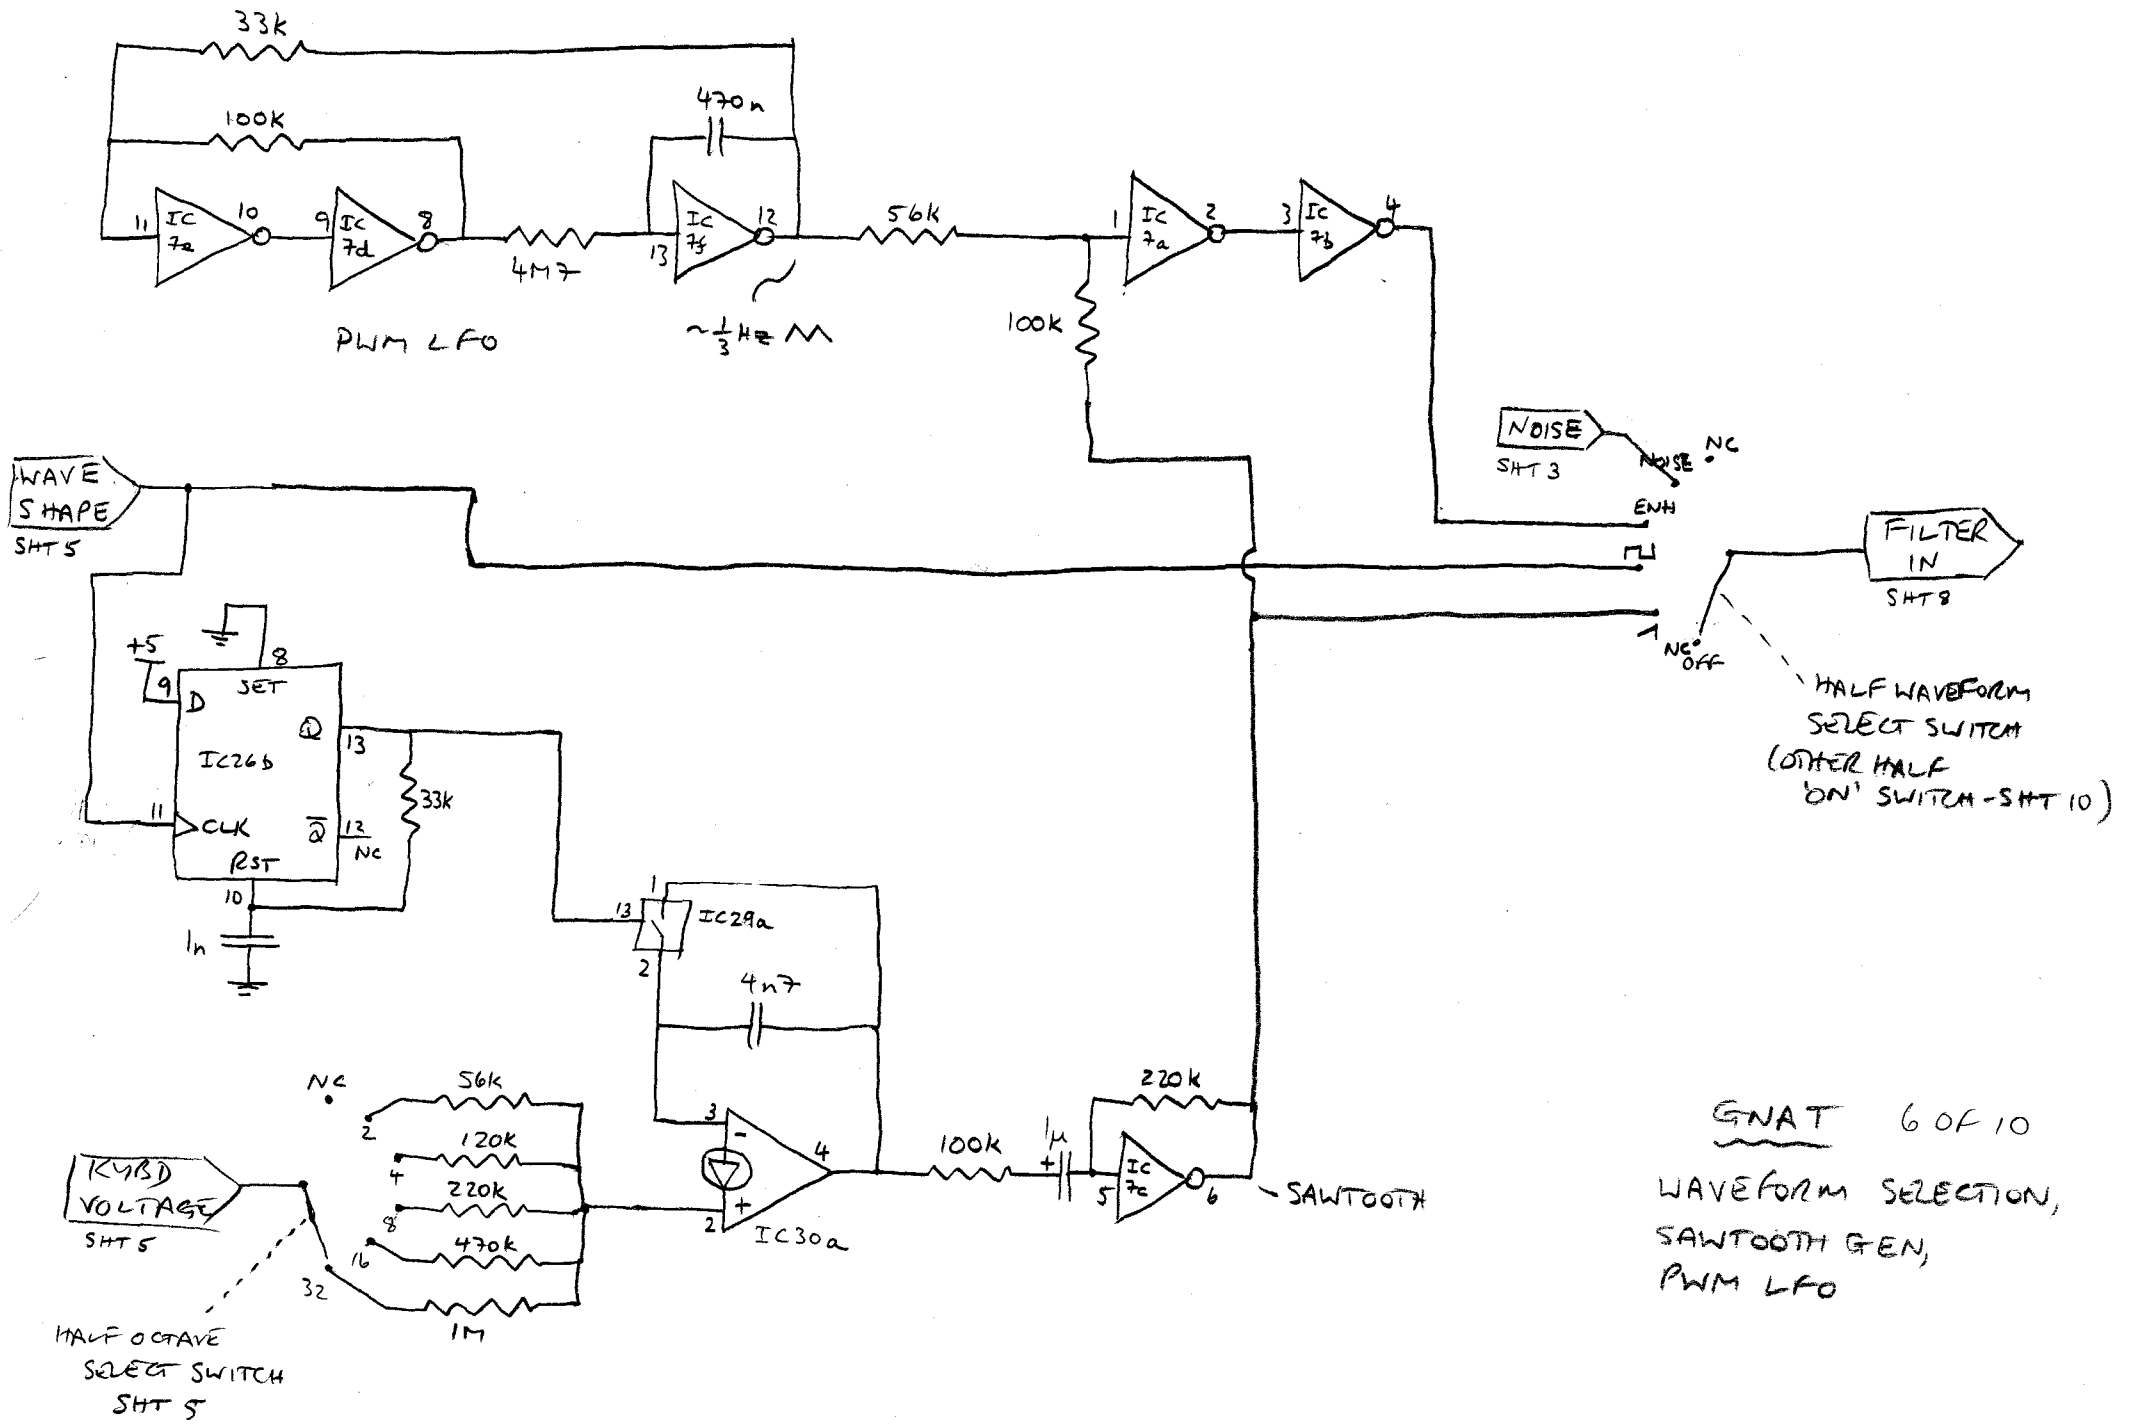 33k
470n
100k
11
IC
7e
10
9
IC
7d
8
4M7
13
IC
7f
12
56k
1
IC
7a
2
3
IC
7b
4
PWM LFO
~1/3 Hz
100k
NOISE
SHT 3
NOISE
NC
ENH
WAVE
SHAPE
SHT 5
FILTER
IN
SHT 8
NC
OFF
HALF WAVEFORM
SELECT SWITCH
(OTHER HALF
'ON' SWITCH - SHT 10)
+5
8
SET
9
D
Q
13
IC26b
33k
11
CLK
Q̅
12
NC
RST
10
1n
1
13
IC29a
2
4n7
NC
56k
2
120k
4
220k
8
470k
16
32
1M
KYBD
VOLTAGE
SHT 5
HALF OCTAVE
SELECT SWITCH
SHT 5
3
-
4
2
+
IC30a
100k
1µ
+
220k
5
IC
7c
6
SAWTOOTH
GNAT 6 OF 10
WAVEFORM SELECTION,
SAWTOOTH GEN,
PWM LFO